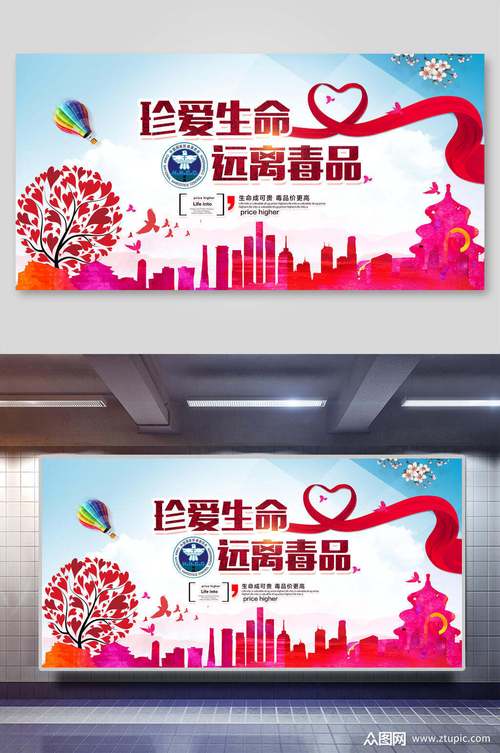 珍爱生命
远离毒品
price higher
Life into
生命成可贵 毒品价更高
price higher
珍爱生命
远离毒品
price higher
Life into
生命成可贵 毒品价更高
price higher
众图网
www.ztupic.com